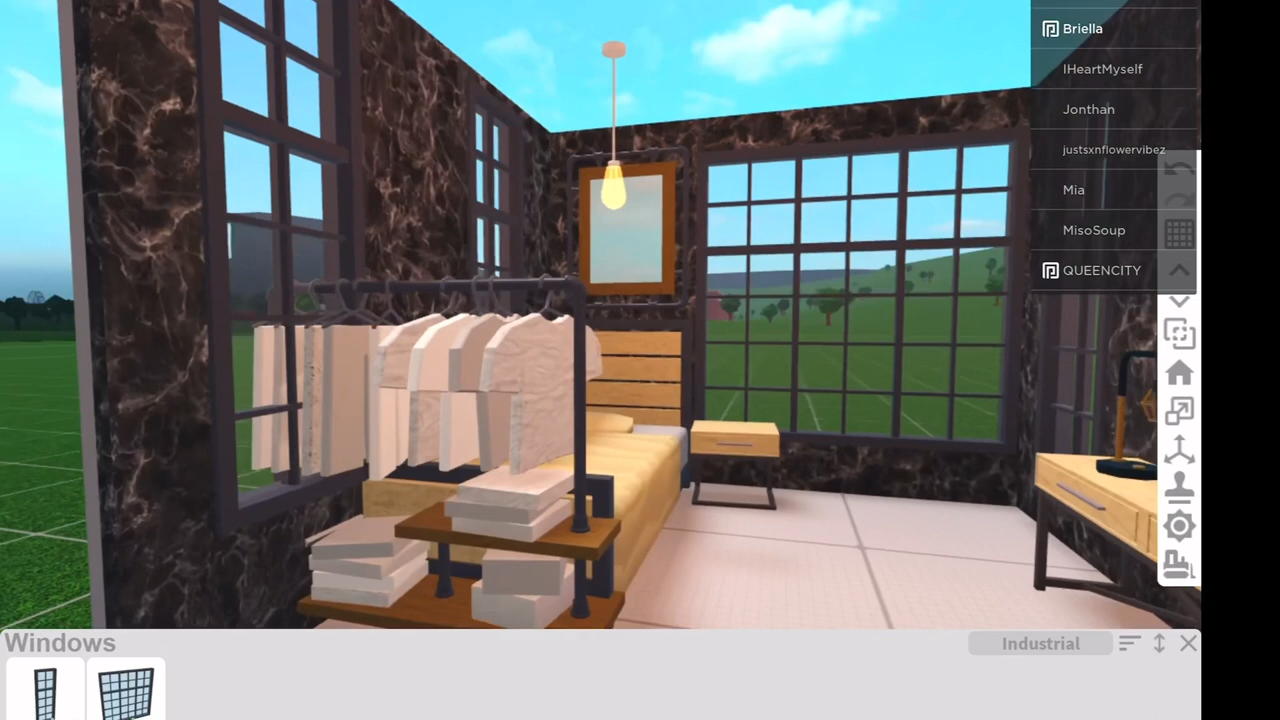 Briella
IHeartMyself
Jonthan
justsxnflowervibez
Mia
MisoSoup
QUEENCITY
Windows
Industrial